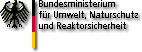 Bundesministerium
für Umwelt, Naturschutz
und Reaktorsicherheit